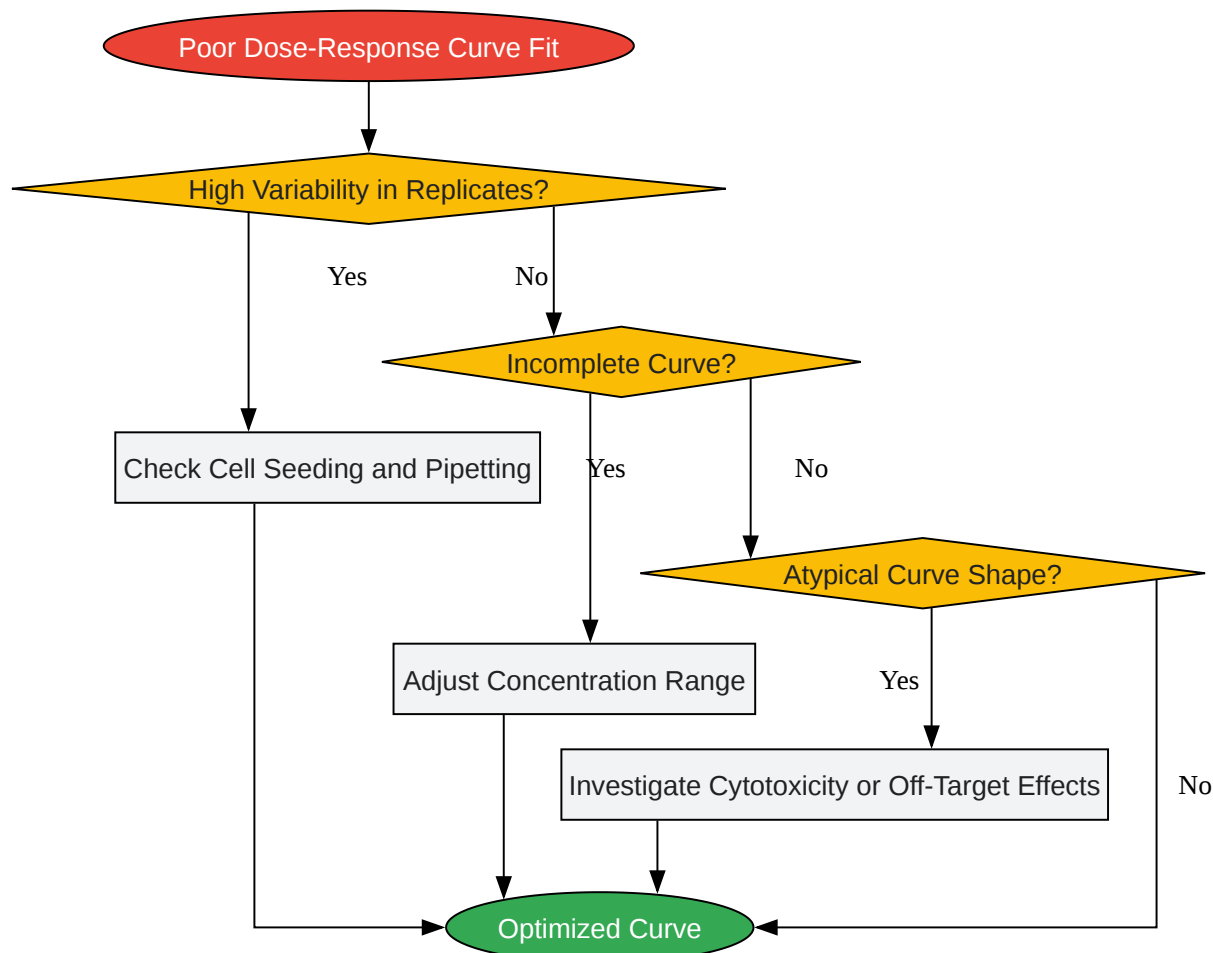 Poor Dose-Response Curve Fit
High Variability in Replicates?
Yes
No
Incomplete Curve?
Check Cell Seeding and Pipetting
Yes
No
Atypical Curve Shape?
Adjust Concentration Range
Yes
Investigate Cytotoxicity or Off-Target Effects
No
Optimized Curve